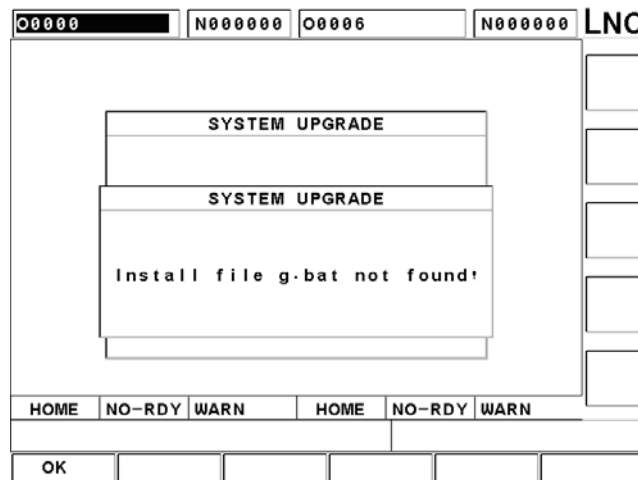 O0000 N000000 O0006 N000000 LNC
SYSTEM UPGRADE
SYSTEM UPGRADE
Install file g.bat not found!
HOME NO-RDY WARN HOME NO-RDY WARN
OK